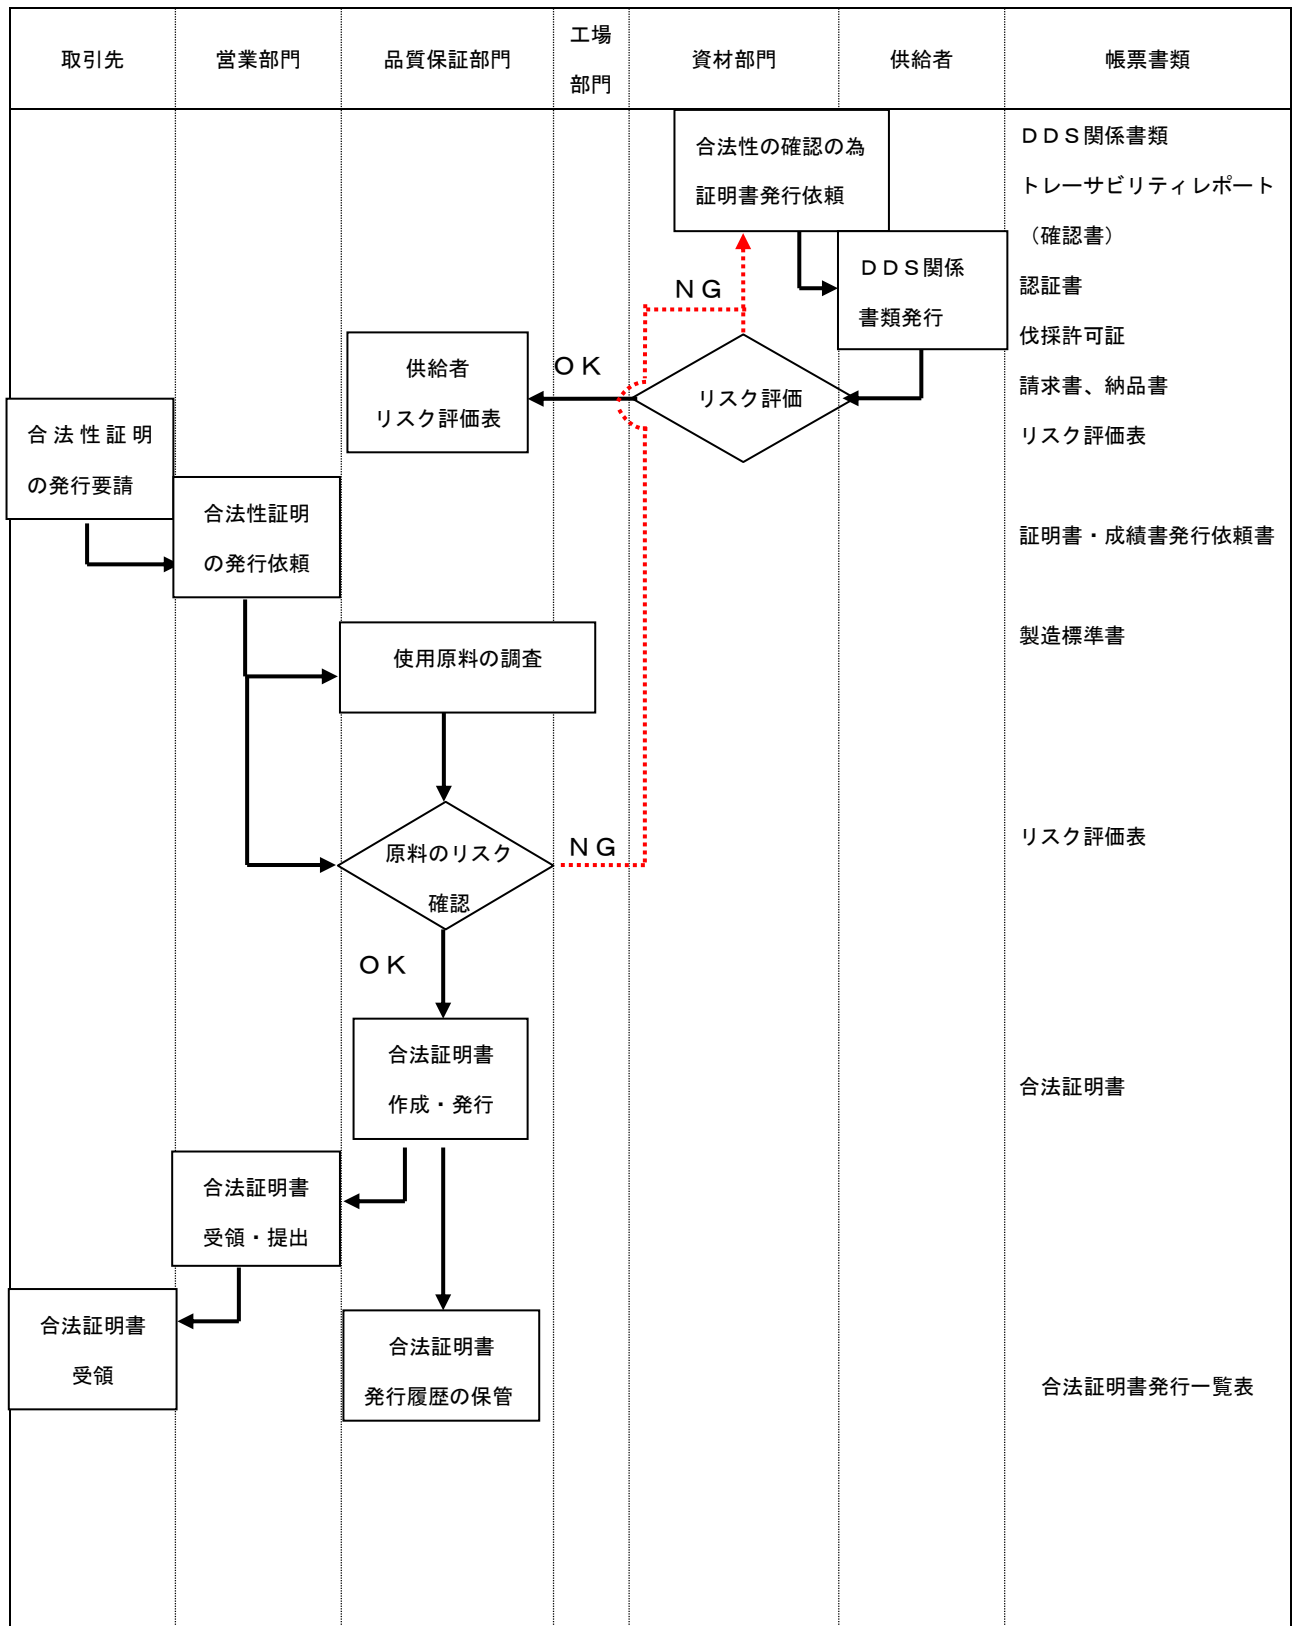 取引先
営業部門
品質保証部門
工場
部門
資材部門
供給者
帳票書類
合法性の確認の為
証明書発行依頼
ＤＤＳ関係書類
トレーサビリティレポート
（確認書）
認証書
伐採許可証
請求書、納品書
リスク評価表
ＤＤＳ関係
書類発行
ＮＧ
リスク評価
ＯＫ
供給者
リスク評価表
合法性証明
の発行要請
合法性証明
の発行依頼
証明書・成績書発行依頼書
使用原料の調査
製造標準書
原料のリスク
確認
ＮＧ
リスク評価表
ＯＫ
合法証明書
作成・発行
合法証明書
合法証明書
受領・提出
合法証明書
受領
合法証明書
発行履歴の保管
合法証明書発行一覧表